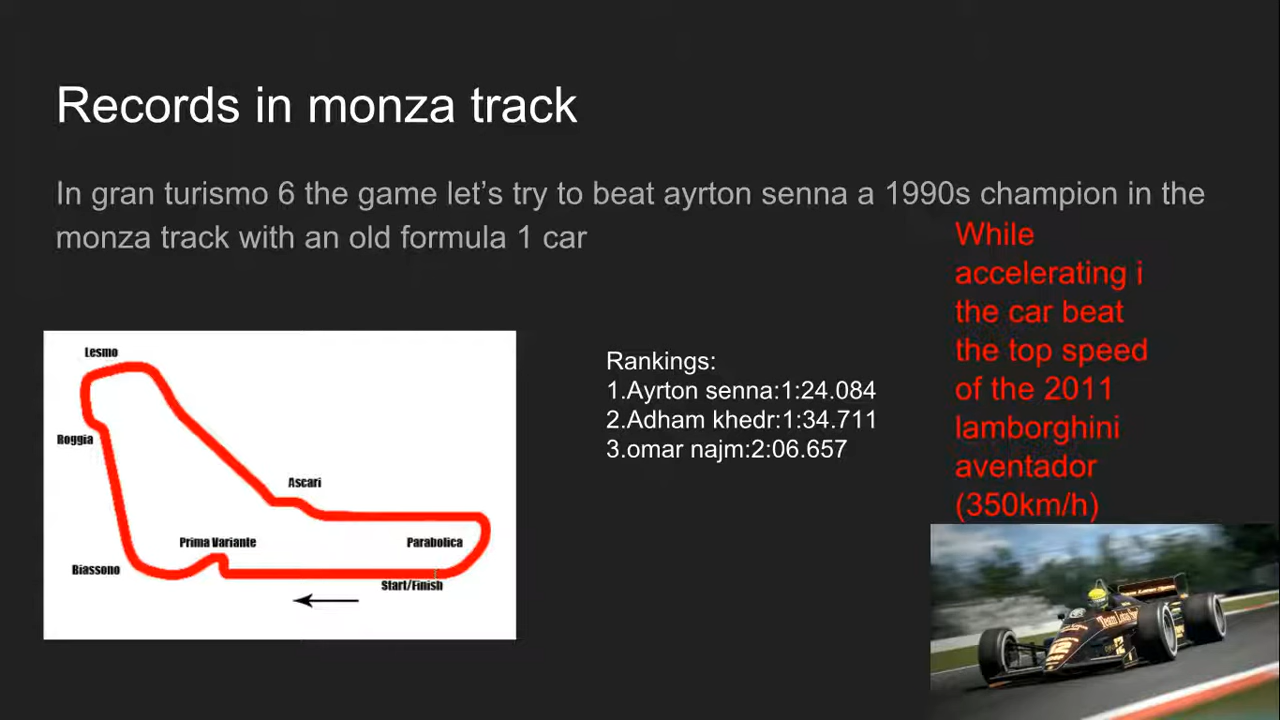 Records in monza track
In gran turismo 6 the game let’s try to beat ayrton senna a 1990s champion in the
monza track with an old formula 1 car
While
accelerating i
the car beat
the top speed
of the 2011
lamborghini
aventador
(350km/h)
Rankings:
1.Ayrton senna:1:24.084
2.Adham khedr:1:34.711
3.omar najm:2:06.657
Lesmo
Roggia
Ascari
Prima Variante
Parabolica
Biassono
Start/Finish
Team Lotus